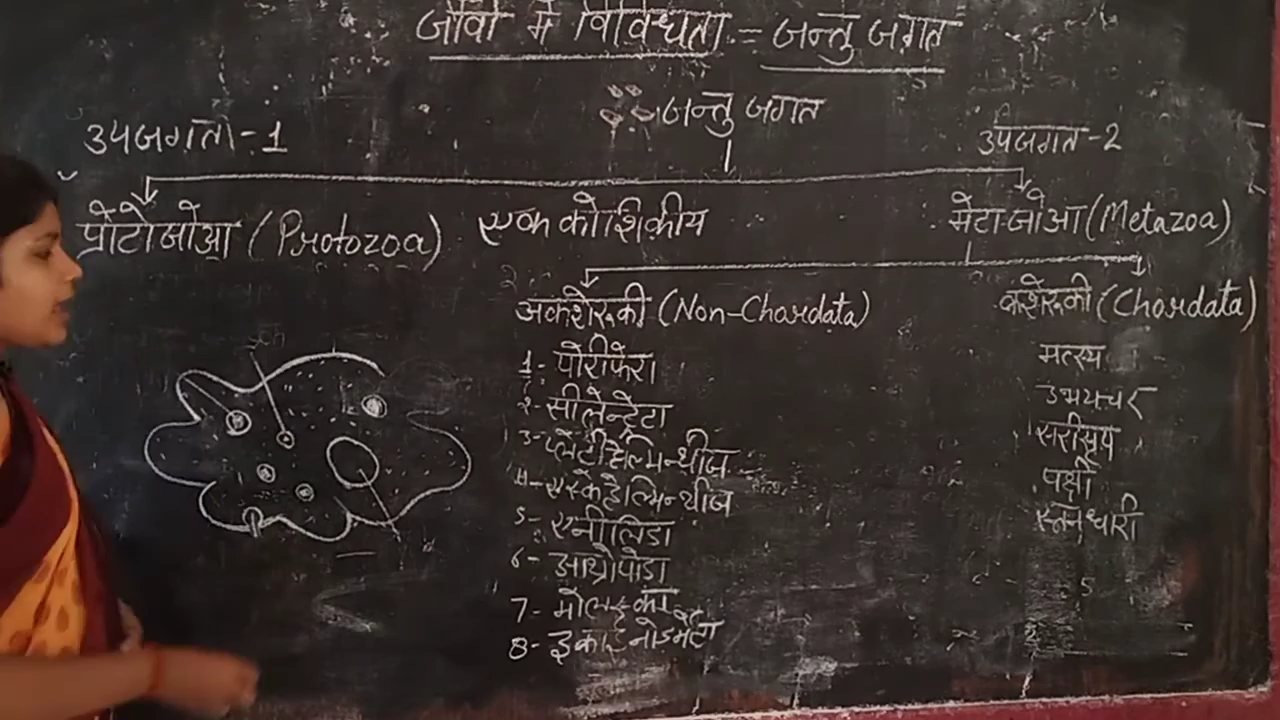 जीवों में विविधता = जन्तु जगत
जन्तु जगत
उपजगत - 1
उपजगत - 2
प्रोटोजोआ (Protozoa) एक कोशिकीय
मेटाजोआ (Metazoa)
अकशेरूकी (Non-Chordata)
कशेरूकी (Chordata)
1- पोरीफेरा
2- सीलेन्ट्रेटा
3- प्लेटीहेल्मिन्थीज
4- एस्केहेल्मिन्थीज
5- एनीलिडा
6- आर्थ्रोपोडा
7- मोलस्का
8- इकाइनोडर्मेटा
मत्स्य
उभयचर
सरीसृप
पक्षी
स्तनधारी